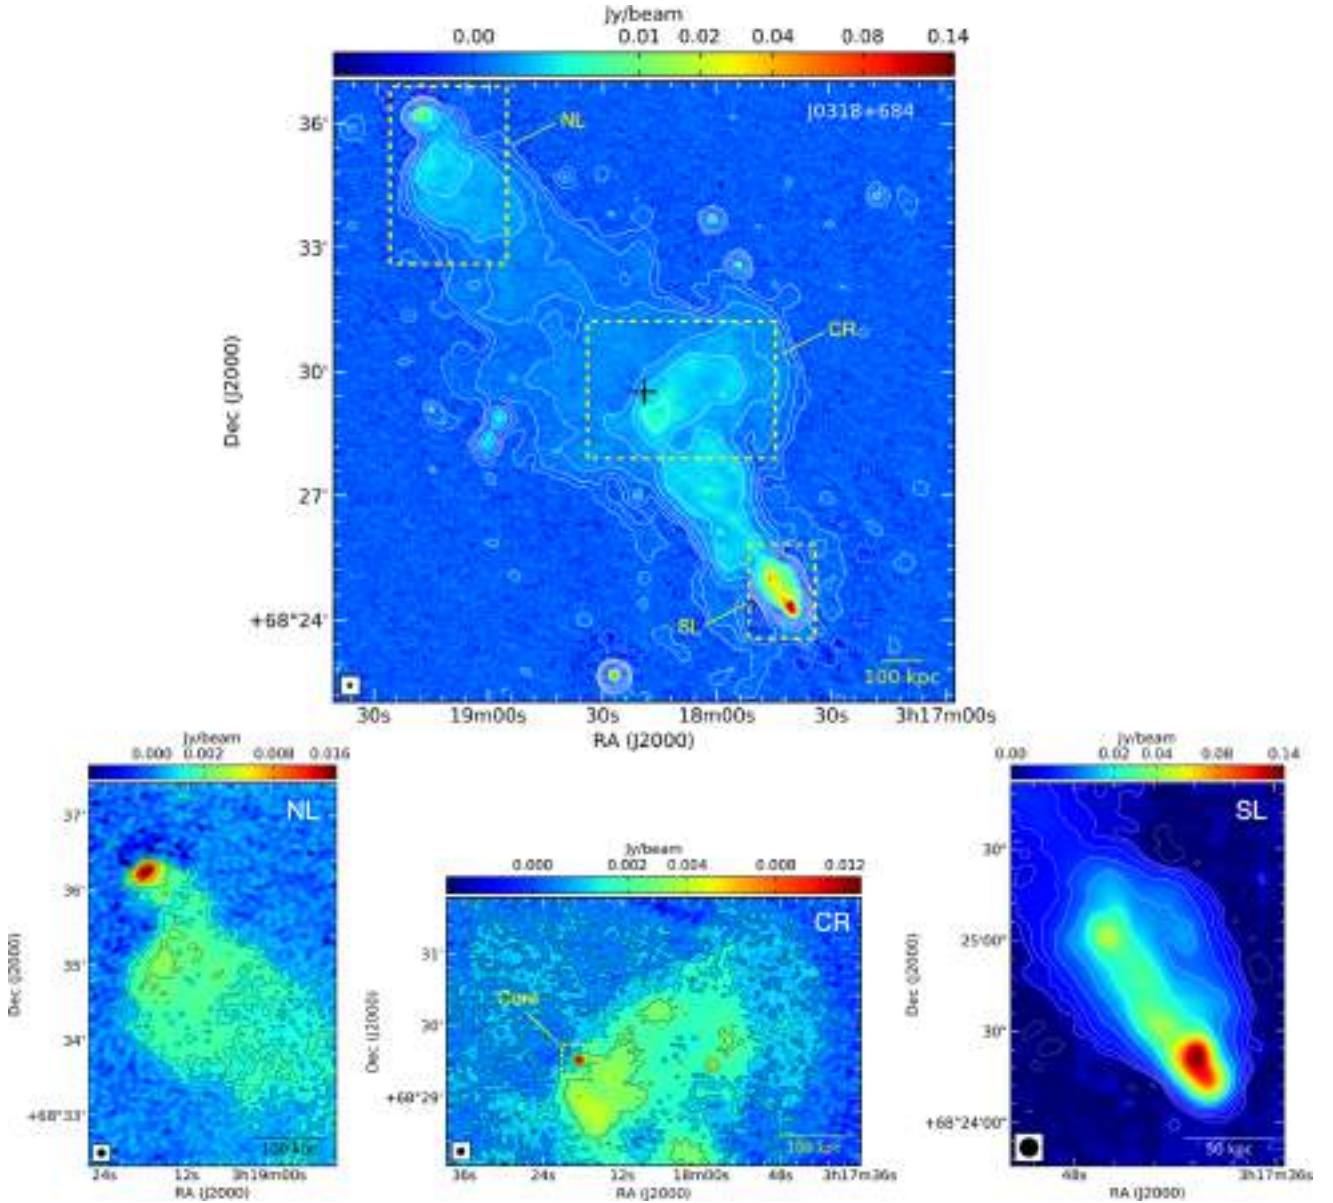 Jy/beam
0.00 0.01 0.02 0.04 0.08 0.14
J0318+684
NL
CR
SL
100 kpc
36'
33'
30'
27'
+68°24'
Dec (J2000)
30s 19m00s 30s 18m00s 30s 3h17m00s
RA (J2000)
Jy/beam
0.000 0.002 0.008 0.016
NL
37'
36'
35'
34'
+68°33'
Dec (J2000)
100 kpc
24s 12s 3h19m00s
RA (J2000)
Jy/beam
0.000 0.002 0.004 0.008 0.012
CR
Core
31'
30'
+68°29'
Dec (J2000)
100 kpc
36s 24s 12s 18m00s 48s 3h17m36s
RA (J2000)
Jy/beam
0.00 0.02 0.04 0.08 0.14
SL
30"
25'00"
30"
+68°24'00"
Dec (J2000)
50 kpc
48s 3h17m36s
RA (J2000)